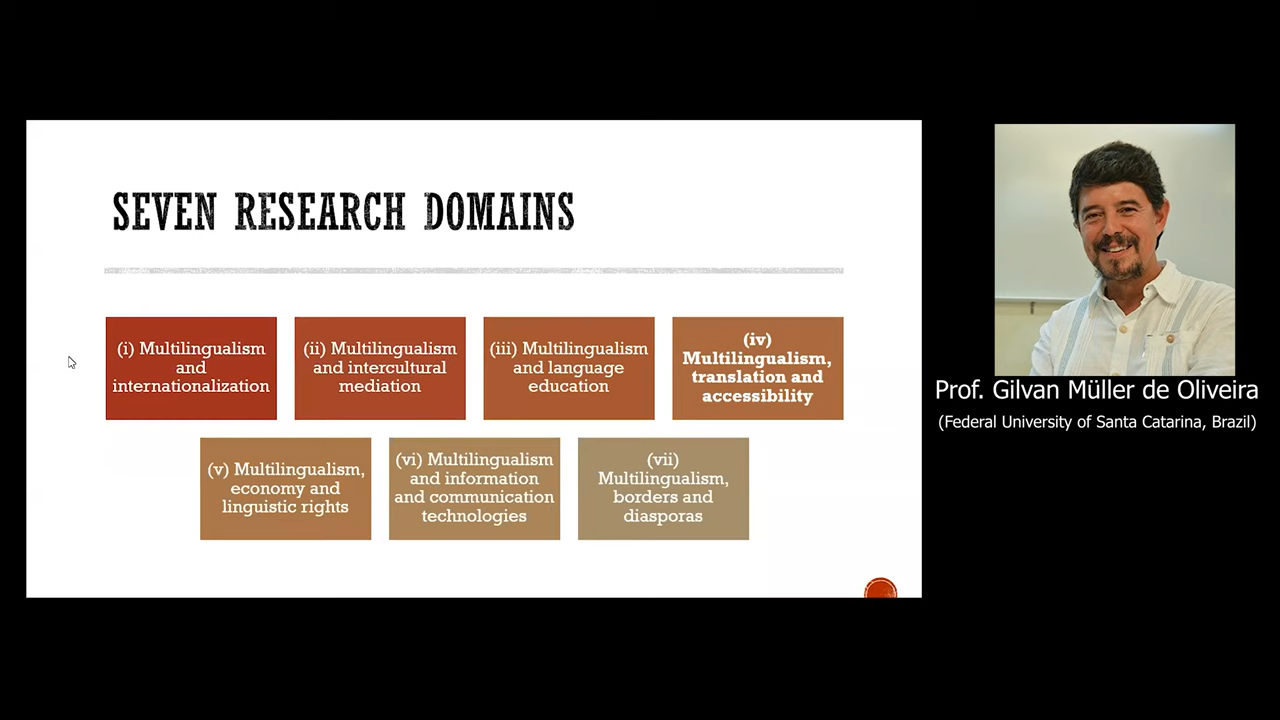 SEVEN RESEARCH DOMAINS
(i) Multilingualism
and
internationalization
(ii) Multilingualism
and intercultural
mediation
(iii) Multilingualism
and language
education
(iv)
Multilingualism,
translation and
accessibility
(v) Multilingualism,
economy and
linguistic rights
(vi) Multilingualism
and information
and communication
technologies
(vii)
Multilingualism,
borders and
diasporas
Prof. Gilvan Müller de Oliveira
(Federal University of Santa Catarina, Brazil)